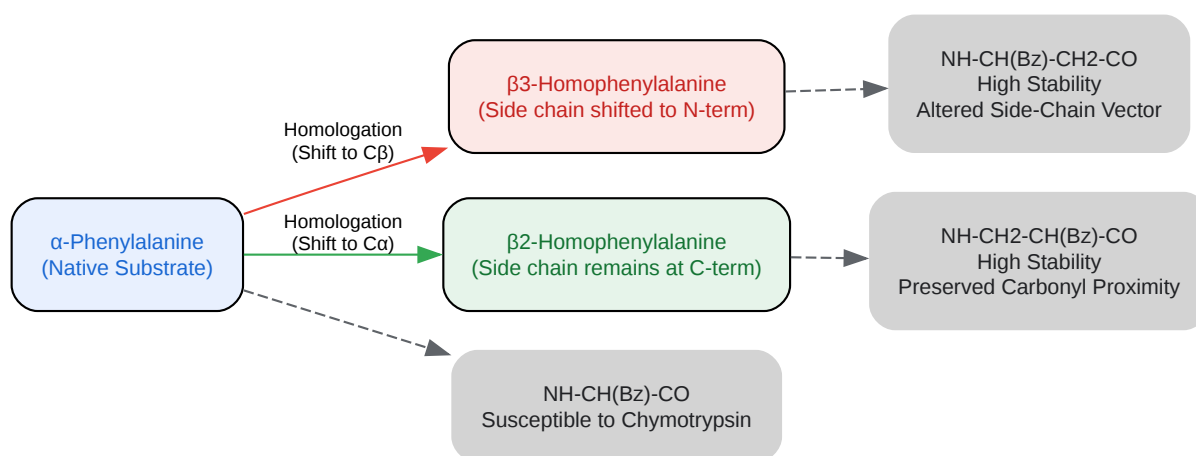 NH-CH(Bz)-CH2-CO
High Stability
Altered Side-Chain Vector
β3-Homophenylalanine
(Side chain shifted to N-term)
Homologation
(Shift to Cβ)
α-Phenylalanine
(Native Substrate)
Homologation
(Shift to Cα)
β2-Homophenylalanine
(Side chain remains at C-term)
NH-CH2-CH(Bz)-CO
High Stability
Preserved Carbonyl Proximity
NH-CH(Bz)-CO
Susceptible to Chymotrypsin